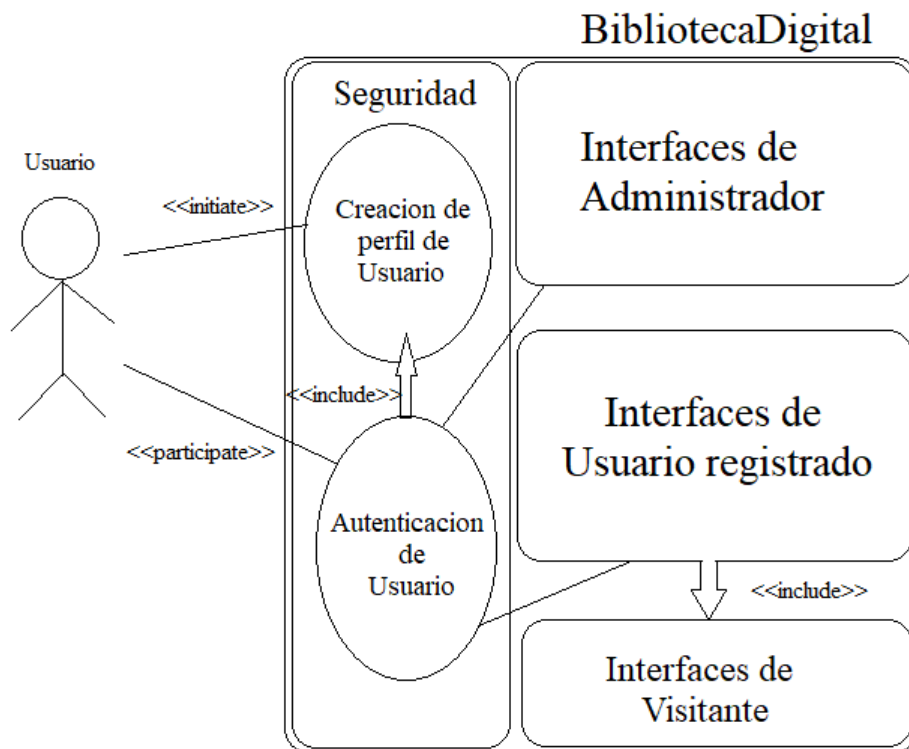 BibliotecaDigital
Usuario
<<initiate>>
<<participate>>
Seguridad
Creacion de
perfil de
Usuario
<<include>>
Autenticacion
de
Usuario
Interfaces de
Administrador
Interfaces de
Usuario registrado
<<include>>
Interfaces de
Visitante